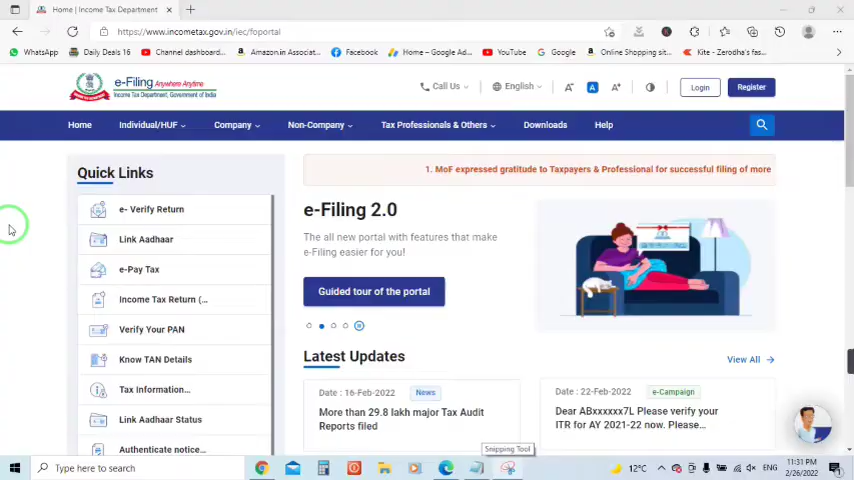 Home | Income Tax Department
https://www.incometax.gov.in/iec/foportal
WhatsApp
Daily Deals 16
Channel dashboard...
Amazon.in Associat...
Facebook
Home – Google Ad...
YouTube
Google
Online Shopping sit...
Kite - Zerodha's fas...
e-Filing Anywhere Anytime
Income Tax Department, Government of India
Call Us
English
A-
A
A+
Login
Register
Home
Individual/HUF
Company
Non-Company
Tax Professionals & Others
Downloads
Help
Quick Links
e- Verify Return
Link Aadhaar
e-Pay Tax
Income Tax Return (...
Verify Your PAN
Know TAN Details
Tax Information...
Link Aadhaar Status
Authenticate notice...
1. MoF expressed gratitude to Taxpayers & Professional for successful filing of more
e-Filing 2.0
The all new portal with features that make
e-Filing easier for you!
Guided tour of the portal
Latest Updates
View All
Date : 16-Feb-2022
News
More than 29.8 lakh major Tax Audit
Reports filed
Date : 22-Feb-2022
e-Campaign
Dear ABxxxxxx7L Please verify your
ITR for AY 2021-22 now. Please...
Snipping Tool
Type here to search
12°C
ENG
11:31 PM
2/26/2022